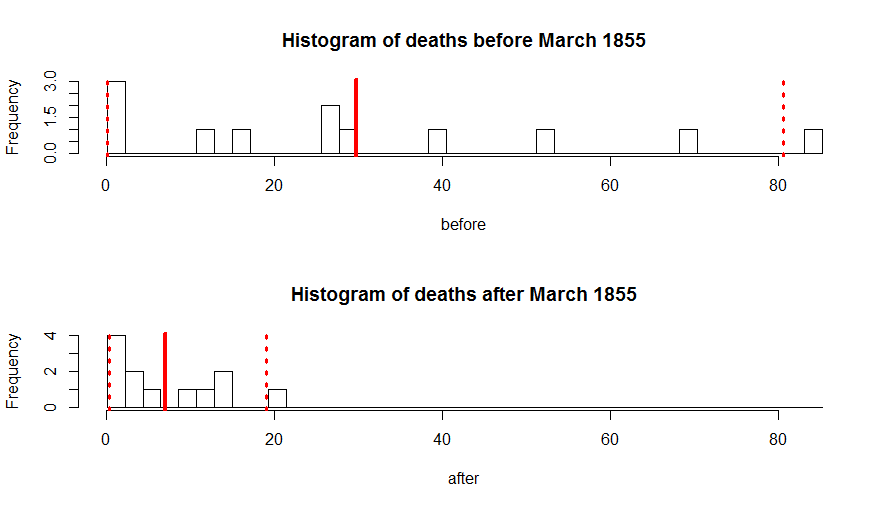 Histogram of deaths before March 1855
Frequency
3.0
1.5
0.0
0 20 40 60 80
before
Histogram of deaths after March 1855
Frequency
4
2
0
0 20 40 60 80
after